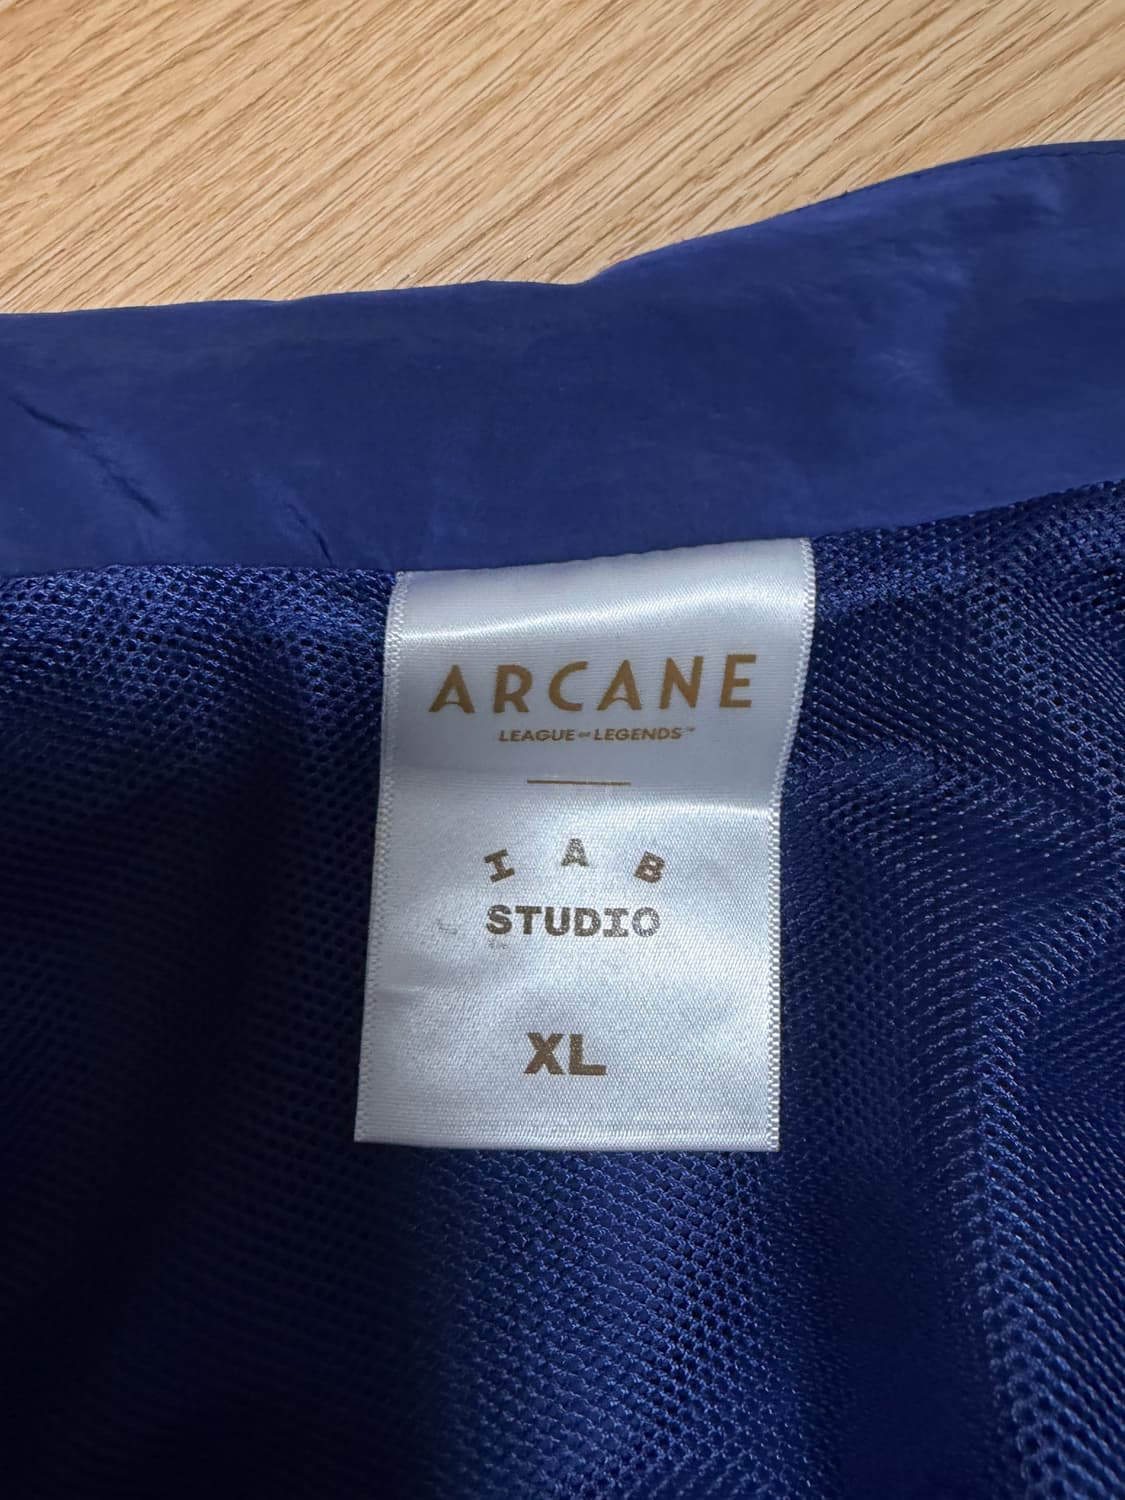 ARCANE
LEAGUE OF LEGENDS™
I A B
STUDIO
XL